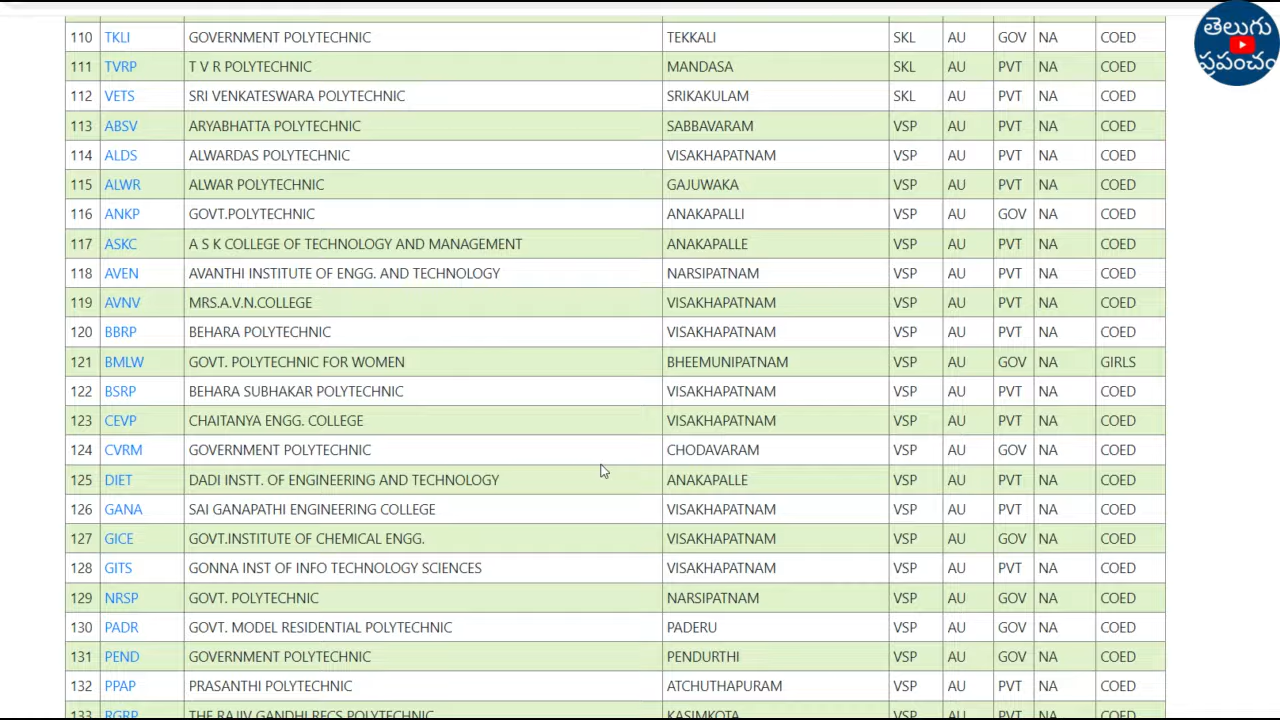 తెలుగు
ప్రపంచం
110 TKLI GOVERNMENT POLYTECHNIC TEKKALI SKL AU GOV NA COED
111 TVRP T V R POLYTECHNIC MANDASA SKL AU PVT NA COED
112 VETS SRI VENKATESWARA POLYTECHNIC SRIKAKULAM SKL AU PVT NA COED
113 ABSV ARYABHATTA POLYTECHNIC SABBAVARAM VSP AU PVT NA COED
114 ALDS ALWARDAS POLYTECHNIC VISAKHAPATNAM VSP AU PVT NA COED
115 ALWR ALWAR POLYTECHNIC GAJUWAKA VSP AU PVT NA COED
116 ANKP GOVT.POLYTECHNIC ANAKAPALLI VSP AU GOV NA COED
117 ASKC A S K COLLEGE OF TECHNOLOGY AND MANAGEMENT ANAKAPALLE VSP AU PVT NA COED
118 AVEN AVANTHI INSTITUTE OF ENGG. AND TECHNOLOGY NARSIPATNAM VSP AU PVT NA COED
119 AVNV MRS.A.V.N.COLLEGE VISAKHAPATNAM VSP AU PVT NA COED
120 BBRP BEHARA POLYTECHNIC VISAKHAPATNAM VSP AU PVT NA COED
121 BMLW GOVT. POLYTECHNIC FOR WOMEN BHEEMUNIPATNAM VSP AU GOV NA GIRLS
122 BSRP BEHARA SUBHAKAR POLYTECHNIC VISAKHAPATNAM VSP AU PVT NA COED
123 CEVP CHAITANYA ENGG. COLLEGE VISAKHAPATNAM VSP AU PVT NA COED
124 CVRM GOVERNMENT POLYTECHNIC CHODAVARAM VSP AU GOV NA COED
125 DIET DADI INSTT. OF ENGINEERING AND TECHNOLOGY ANAKAPALLE VSP AU PVT NA COED
126 GANA SAI GANAPATHI ENGINEERING COLLEGE VISAKHAPATNAM VSP AU PVT NA COED
127 GICE GOVT.INSTITUTE OF CHEMICAL ENGG. VISAKHAPATNAM VSP AU GOV NA COED
128 GITS GONNA INST OF INFO TECHNOLOGY SCIENCES VISAKHAPATNAM VSP AU PVT NA COED
129 NRSP GOVT. POLYTECHNIC NARSIPATNAM VSP AU GOV NA COED
130 PADR GOVT. MODEL RESIDENTIAL POLYTECHNIC PADERU VSP AU GOV NA COED
131 PEND GOVERNMENT POLYTECHNIC PENDURTHI VSP AU GOV NA COED
132 PPAP PRASANTHI POLYTECHNIC ATCHUTHAPURAM VSP AU PVT NA COED
133 RGRP THE RAJIV GANDHI RECS POLYTECHNIC KASIMKOTA VSP AU PVT NA COED